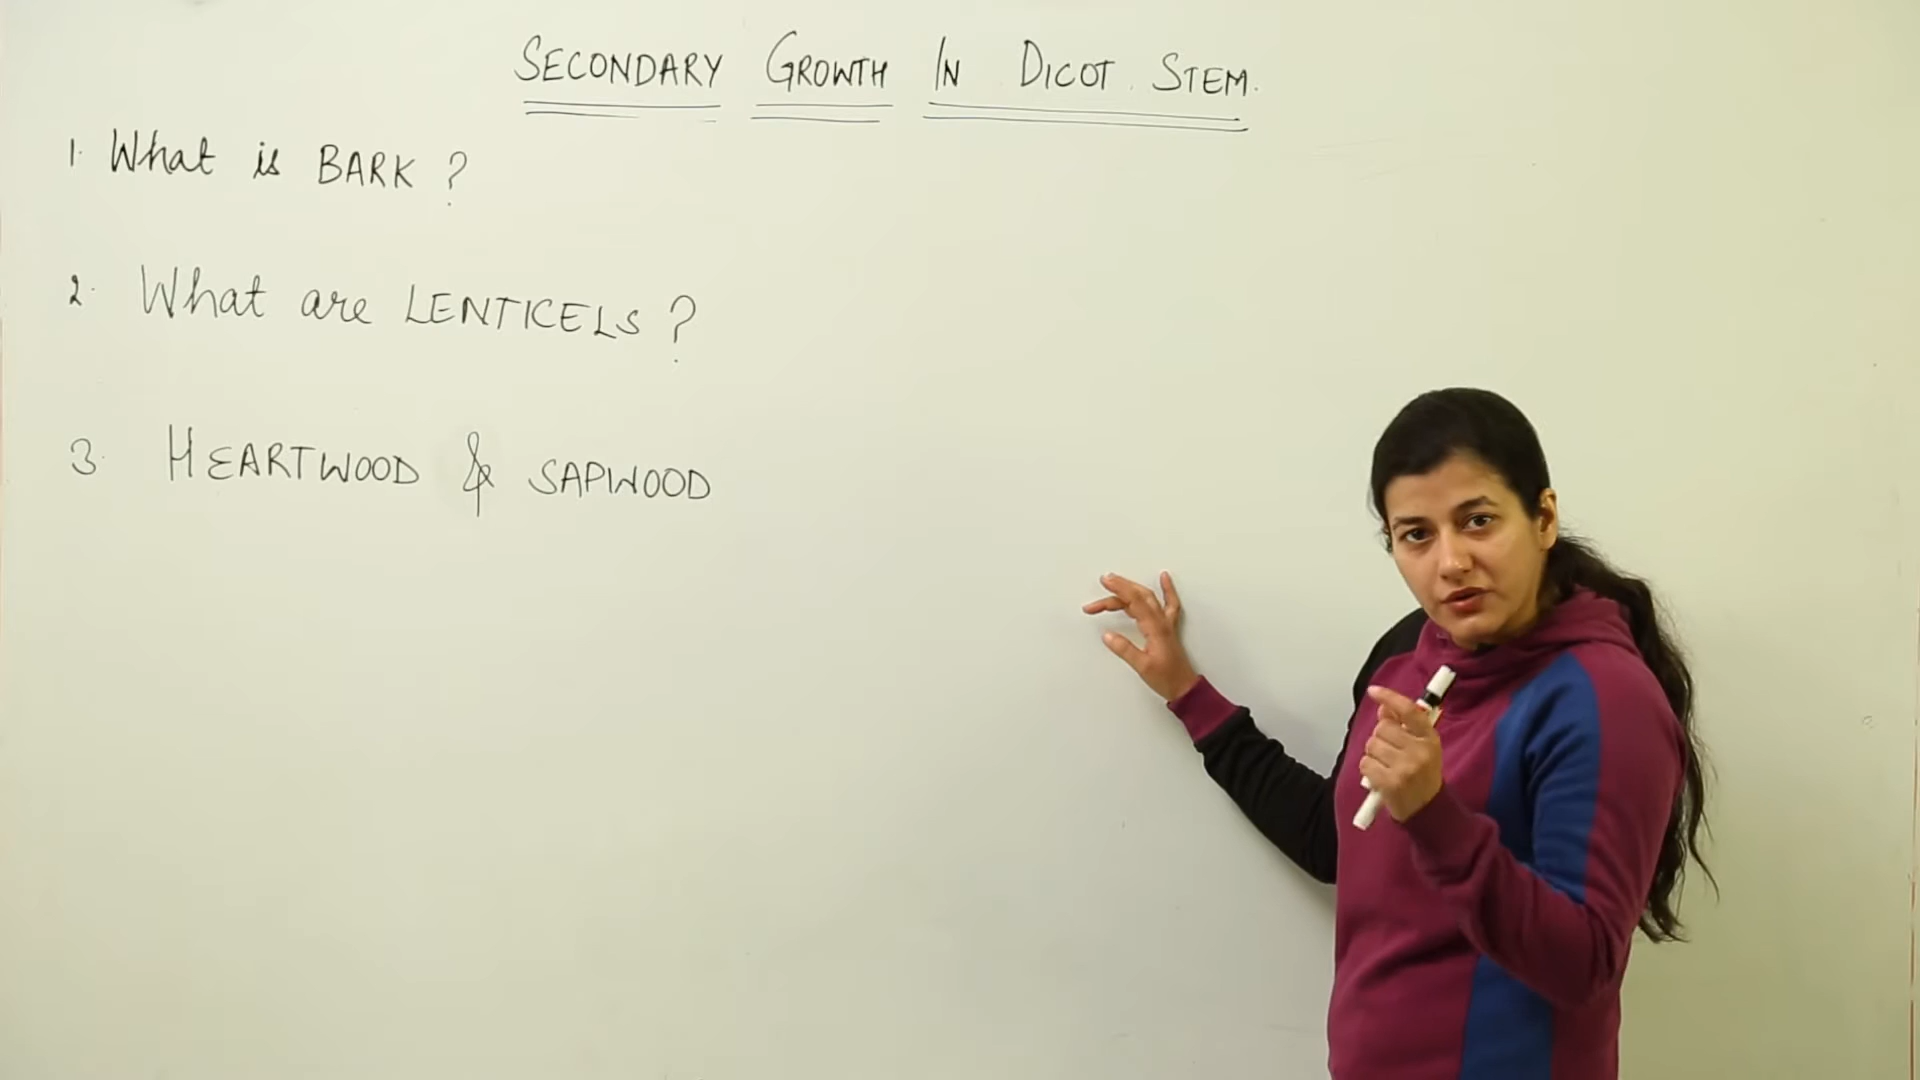 SECONDARY GROWTH IN DICOT STEM.
1. What is BARK ?
2. What are LENTICELS ?
3. HEARTWOOD & SAPWOOD